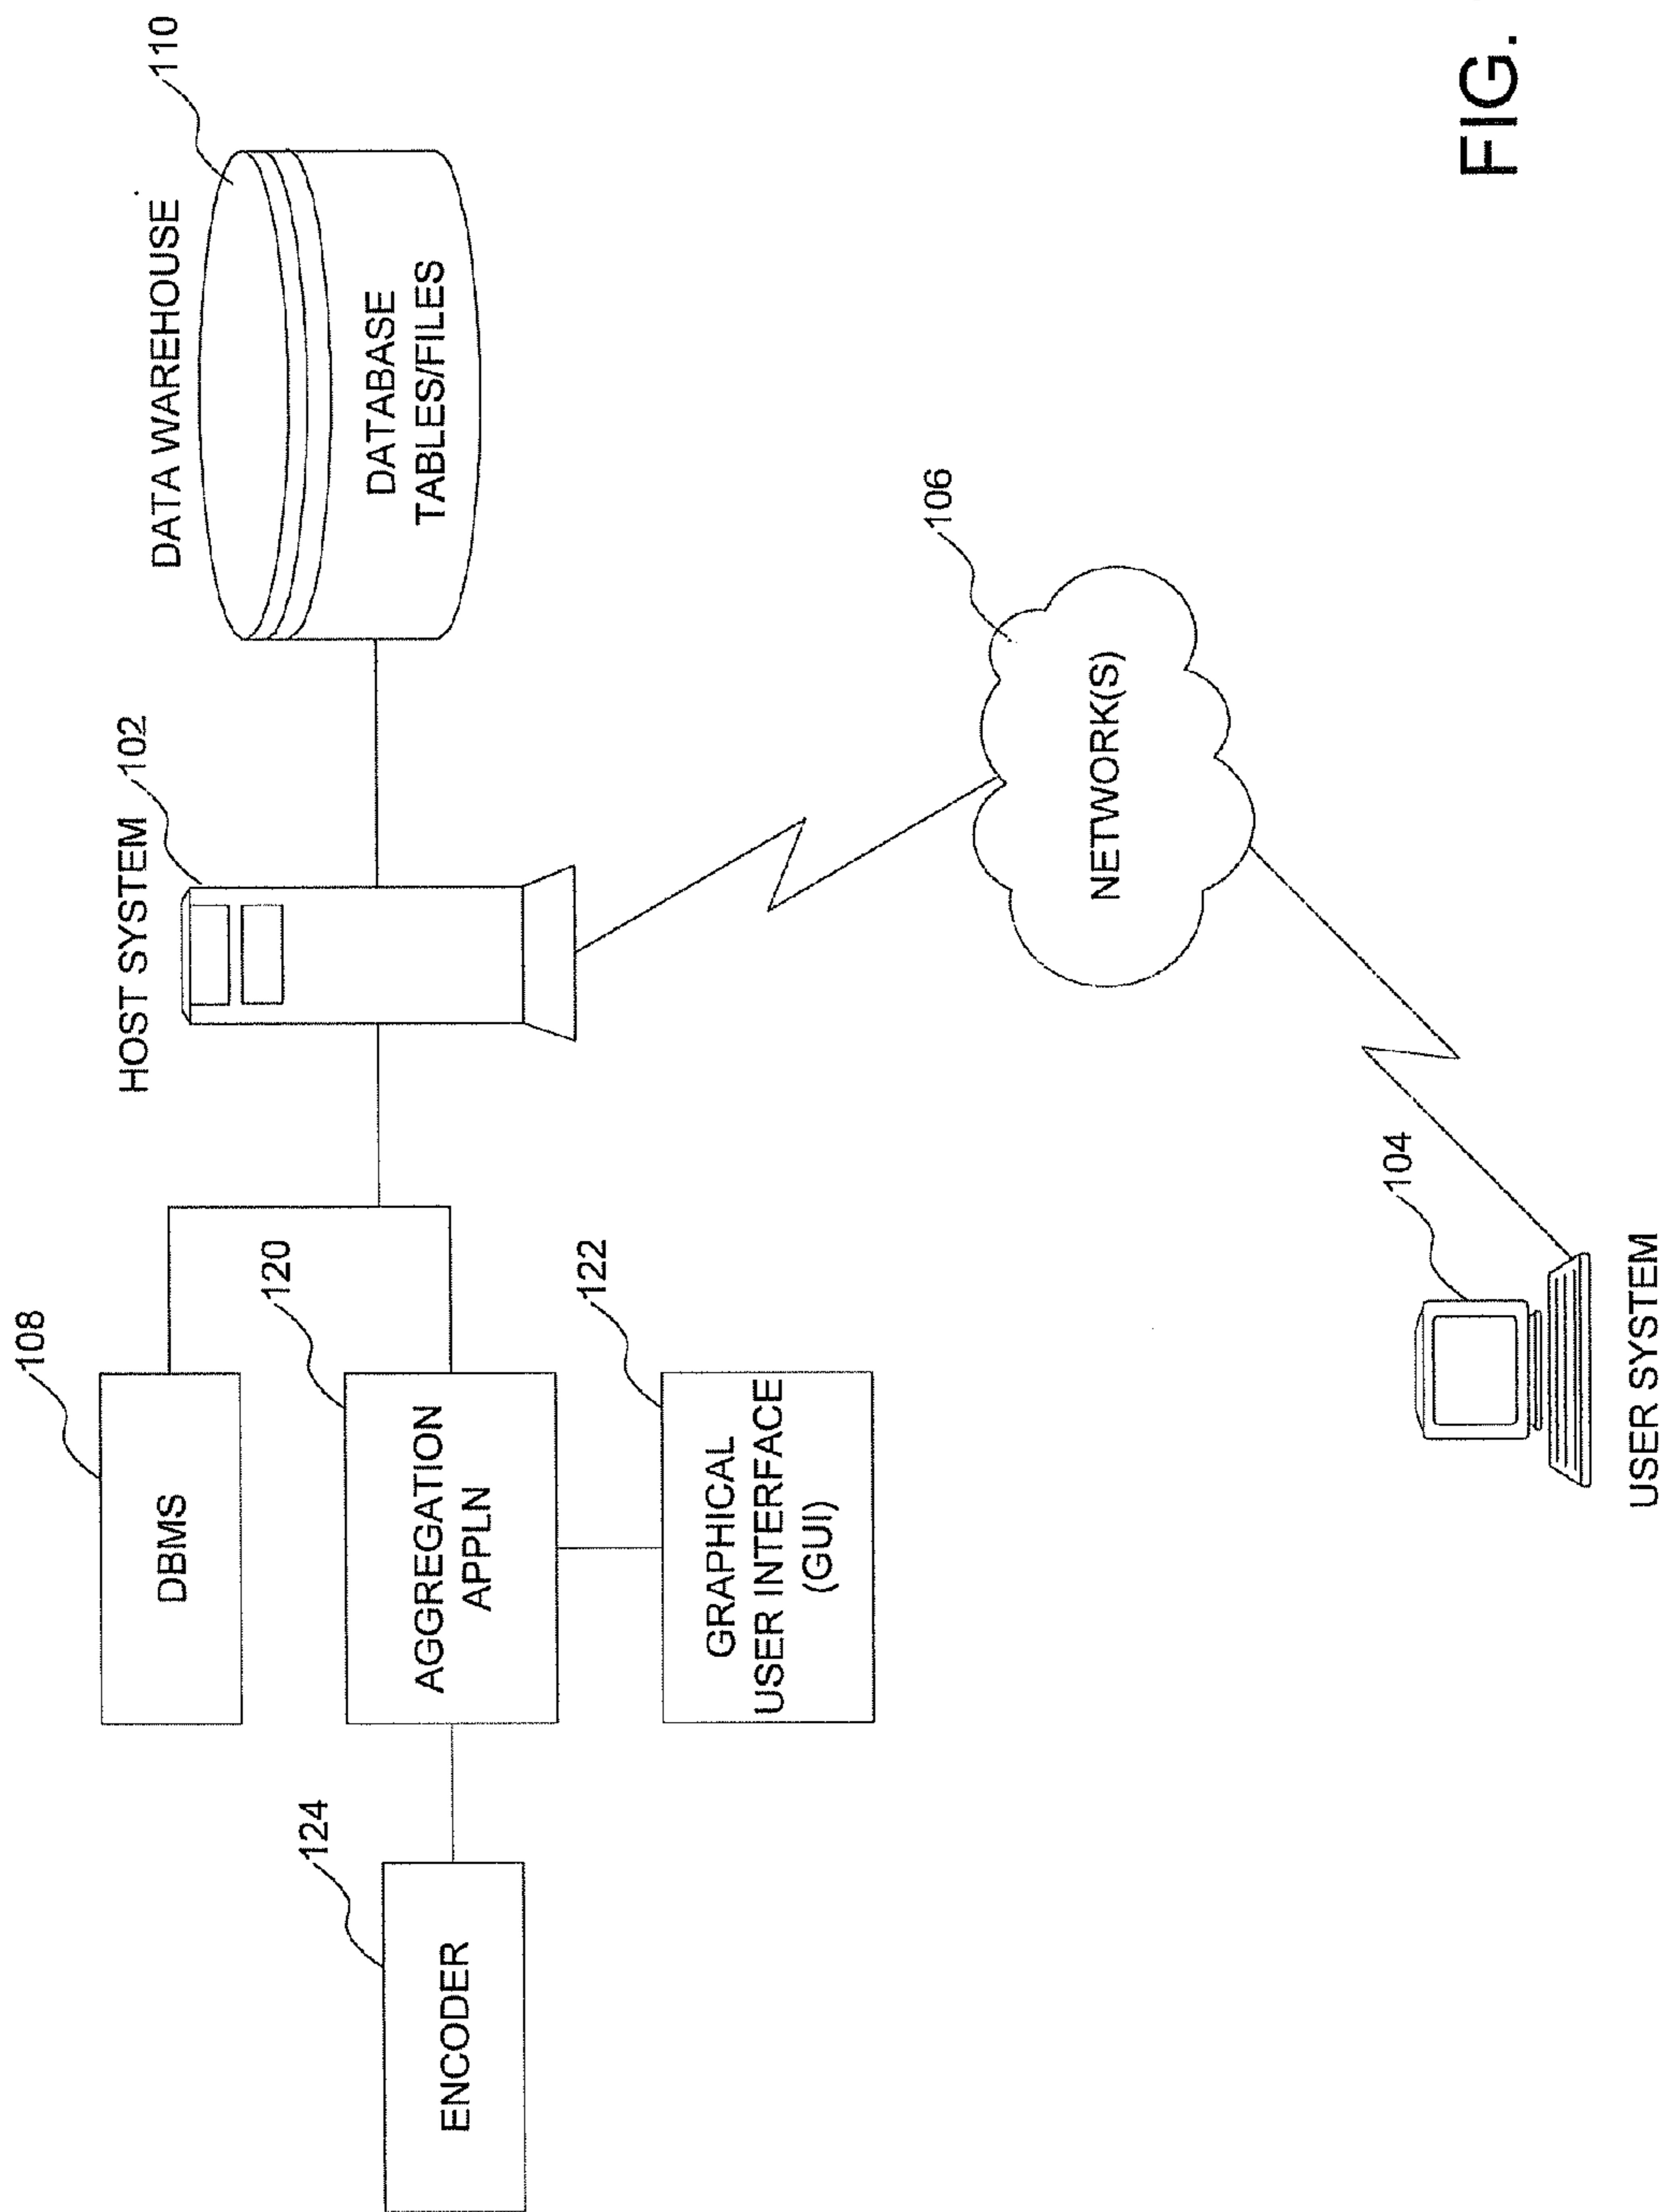 110
DATA WAREHOUSE
DATABASE
TABLES/FILES
HOST SYSTEM
102
106
NETWORK(S)
108
DBMS
120
AGGREGATION
APPLN
122
GRAPHICAL
USER INTERFACE
(GUI)
124
ENCODER
104
USER SYSTEM
FIG.